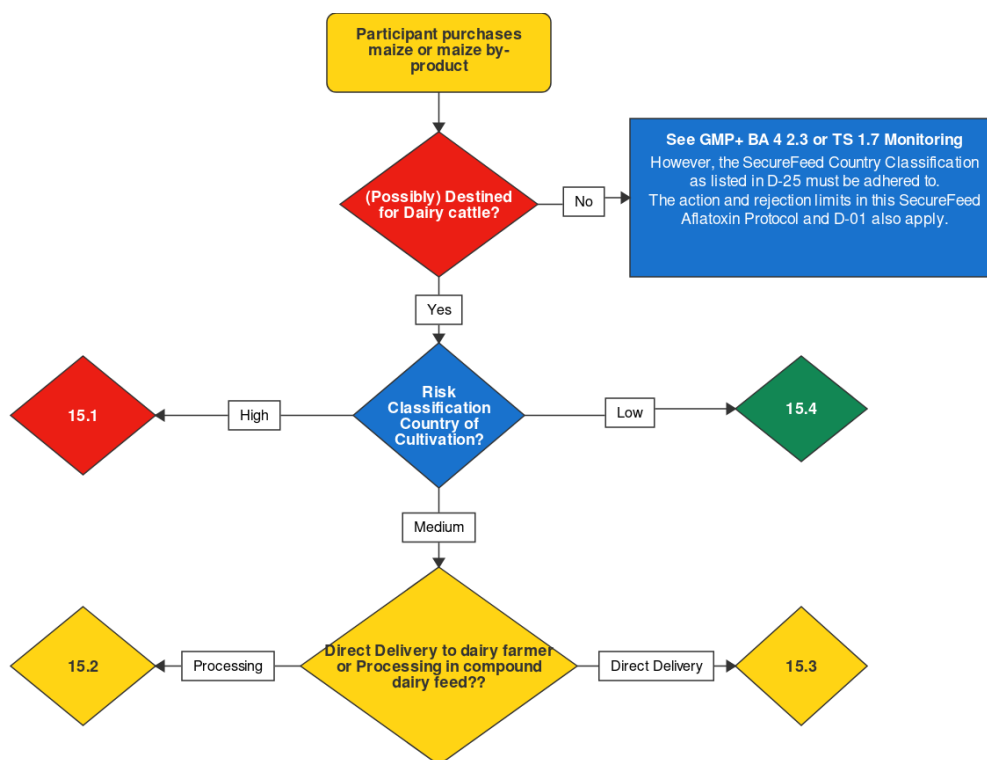 Participant purchases
maize or maize by-
product
See GMP+ BA 4 2.3 or TS 1.7 Monitoring
However, the SecureFeed Country Classification
as listed in D-25 must be adhered to.
The action and rejection limits in this SecureFeed
Aflatoxin Protocol and D-01 also apply.
(Possibly) Destined
for Dairy cattle?
No
Yes
15.1
High
Risk
Classification
Country of
Cultivation?
Low
15.4
Medium
15.2
Processing
Direct Delivery to dairy farmer
or Processing in compound
dairy feed??
Direct Delivery
15.3